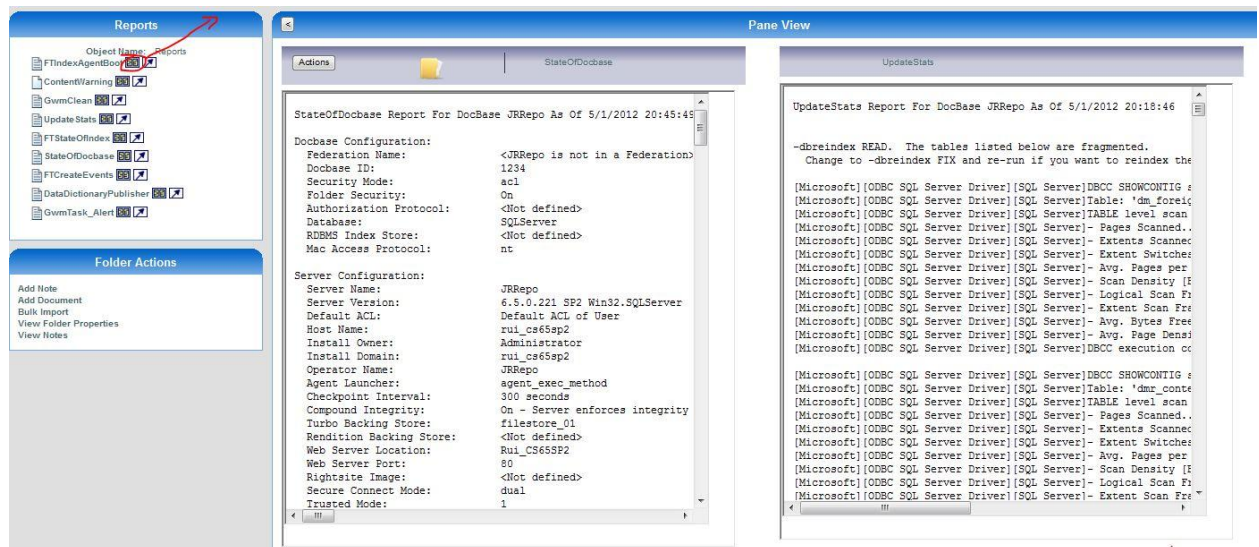 Reports
Object Name: Reports
FTIndexAgentBoot
ContentWarning
GwmClean
UpdateStats
FTStateOfIndex
StateOfDocbase
FTCreateEvents
DataDictionaryPublisher
GwmTask_Alert
Folder Actions
Add Note
Add Document
Bulk Import
View Folder Properties
View Notes
<
Pane View
Actions
StateOfDocbase
StateOfDocbase Report For DocBase JRRepo As Of 5/1/2012 20:45:49
Docbase Configuration:
Federation Name: <JRRepo is not in a Federation>
Docbase ID: 1234
Security Mode: acl
Folder Security: On
Authorization Protocol: <Not defined>
Database: SQLServer
RDBMS Index Store: <Not defined>
Mac Access Protocol: nt
Server Configuration:
Server Name: JRRepo
Server Version: 6.5.0.221 SP2 Win32.SQLServer
Default ACL: Default ACL of User
Host Name: rui_cs65sp2
Install Owner: Administrator
Install Domain: rui_cs65sp2
Operator Name: JRRepo
Agent Launcher: agent_exec_method
Checkpoint Interval: 300 seconds
Compound Integrity: On - Server enforces integrity
Turbo Backing Store: filestore_01
Rendition Backing Store: <Not defined>
Web Server Location: Rui_CS65SP2
Web Server Port: 80
Rightsite Image: <Not defined>
Secure Connect Mode: dual
Trusted Mode: 1
UpdateStats
UpdateStats Report For DocBase JRRepo As Of 5/1/2012 20:18:46
-dbreindex READ. The tables listed below are fragmented.
Change to -dbreindex FIX and re-run if you want to reindex the
[Microsoft][ODBC SQL Server Driver][SQL Server]DBCC SHOWCONTIG s
[Microsoft][ODBC SQL Server Driver][SQL Server]Table: 'dm_foreig
[Microsoft][ODBC SQL Server Driver][SQL Server]TABLE level scan
[Microsoft][ODBC SQL Server Driver][SQL Server]- Pages Scanned..
[Microsoft][ODBC SQL Server Driver][SQL Server]- Extents Scanned
[Microsoft][ODBC SQL Server Driver][SQL Server]- Extent Switches
[Microsoft][ODBC SQL Server Driver][SQL Server]- Avg. Pages per
[Microsoft][ODBC SQL Server Driver][SQL Server]- Scan Density [B
[Microsoft][ODBC SQL Server Driver][SQL Server]- Logical Scan Fr
[Microsoft][ODBC SQL Server Driver][SQL Server]- Extent Scan Fra
[Microsoft][ODBC SQL Server Driver][SQL Server]- Avg. Bytes Free
[Microsoft][ODBC SQL Server Driver][SQL Server]- Avg. Page Densi
[Microsoft][ODBC SQL Server Driver][SQL Server]DBCC execution co
[Microsoft][ODBC SQL Server Driver][SQL Server]DBCC SHOWCONTIG s
[Microsoft][ODBC SQL Server Driver][SQL Server]Table: 'dmr_conte
[Microsoft][ODBC SQL Server Driver][SQL Server]TABLE level scan
[Microsoft][ODBC SQL Server Driver][SQL Server]- Pages Scanned..
[Microsoft][ODBC SQL Server Driver][SQL Server]- Extents Scanned
[Microsoft][ODBC SQL Server Driver][SQL Server]- Extent Switches
[Microsoft][ODBC SQL Server Driver][SQL Server]- Avg. Pages per
[Microsoft][ODBC SQL Server Driver][SQL Server]- Scan Density [B
[Microsoft][ODBC SQL Server Driver][SQL Server]- Logical Scan Fr
[Microsoft][ODBC SQL Server Driver][SQL Server]- Extent Scan Fra